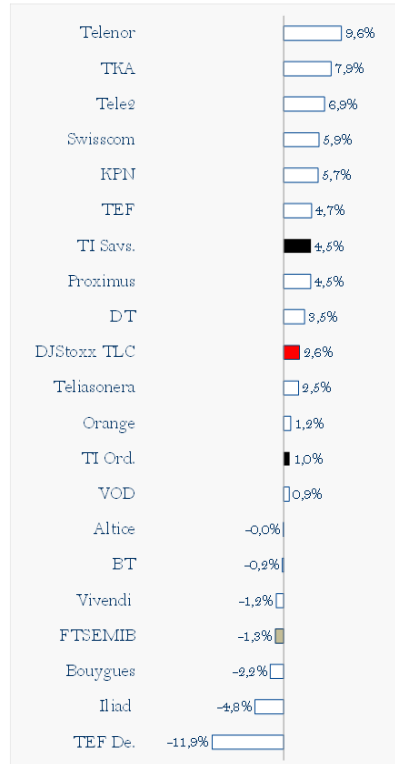 Telenor 9,6%
TKA 7,9%
Tele2 6,9%
Swisscom 5,9%
KPN 5,7%
TEF 4,7%
TI Savs. 4,5%
Proximus 4,5%
DT 3,5%
DJStoxx TLC 2,6%
Teliasonera 2,5%
Orange 1,2%
TI Ord. 1,0%
VOD 0,9%
Altice -0,0%
BT -0,2%
Vivendi -1,2%
FTSEMIB -1,3%
Bouygues -2,2%
Iliad -4,8%
TEF De. -11,9%